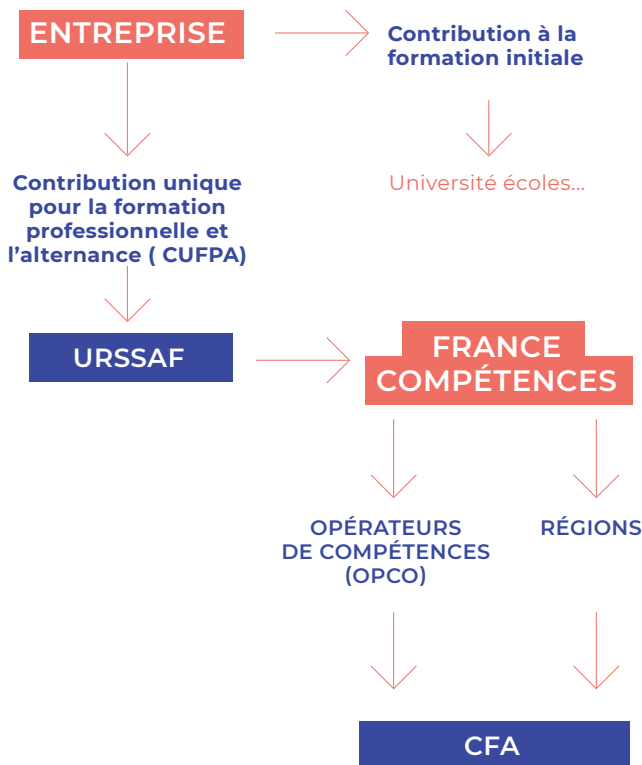 ENTREPRISE
Contribution à la
formation initiale
Université écoles...
Contribution unique
pour la formation
professionnelle et
l'alternance ( CUFPA)
URSSAF
FRANCE
COMPÉTENCES
OPÉRATEURS
DE COMPÉTENCES
(OPCO)
RÉGIONS
CFA